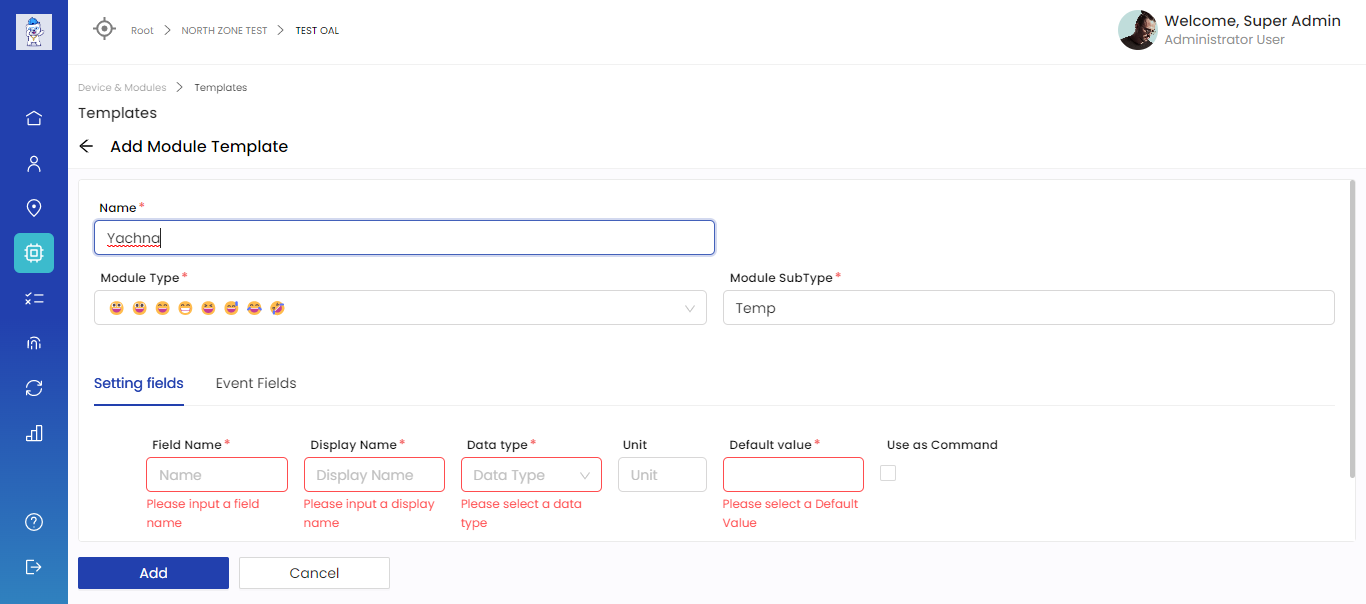 Root > NORTH ZONE TEST > TEST OAL
Welcome, Super Admin
Administrator User
Device & Modules > Templates
Templates
Add Module Template
Name*
Yachna
Module Type* Module SubType*
😀 😃 😄 😁 😆 😅 😂 🤣 Temp
Setting fields Event Fields
Field Name* Display Name* Data type* Unit Default value* Use as Command
Name Display Name Data Type Unit
Please input a field name Please input a display name Please select a data type Please select a Default Value
Add Cancel